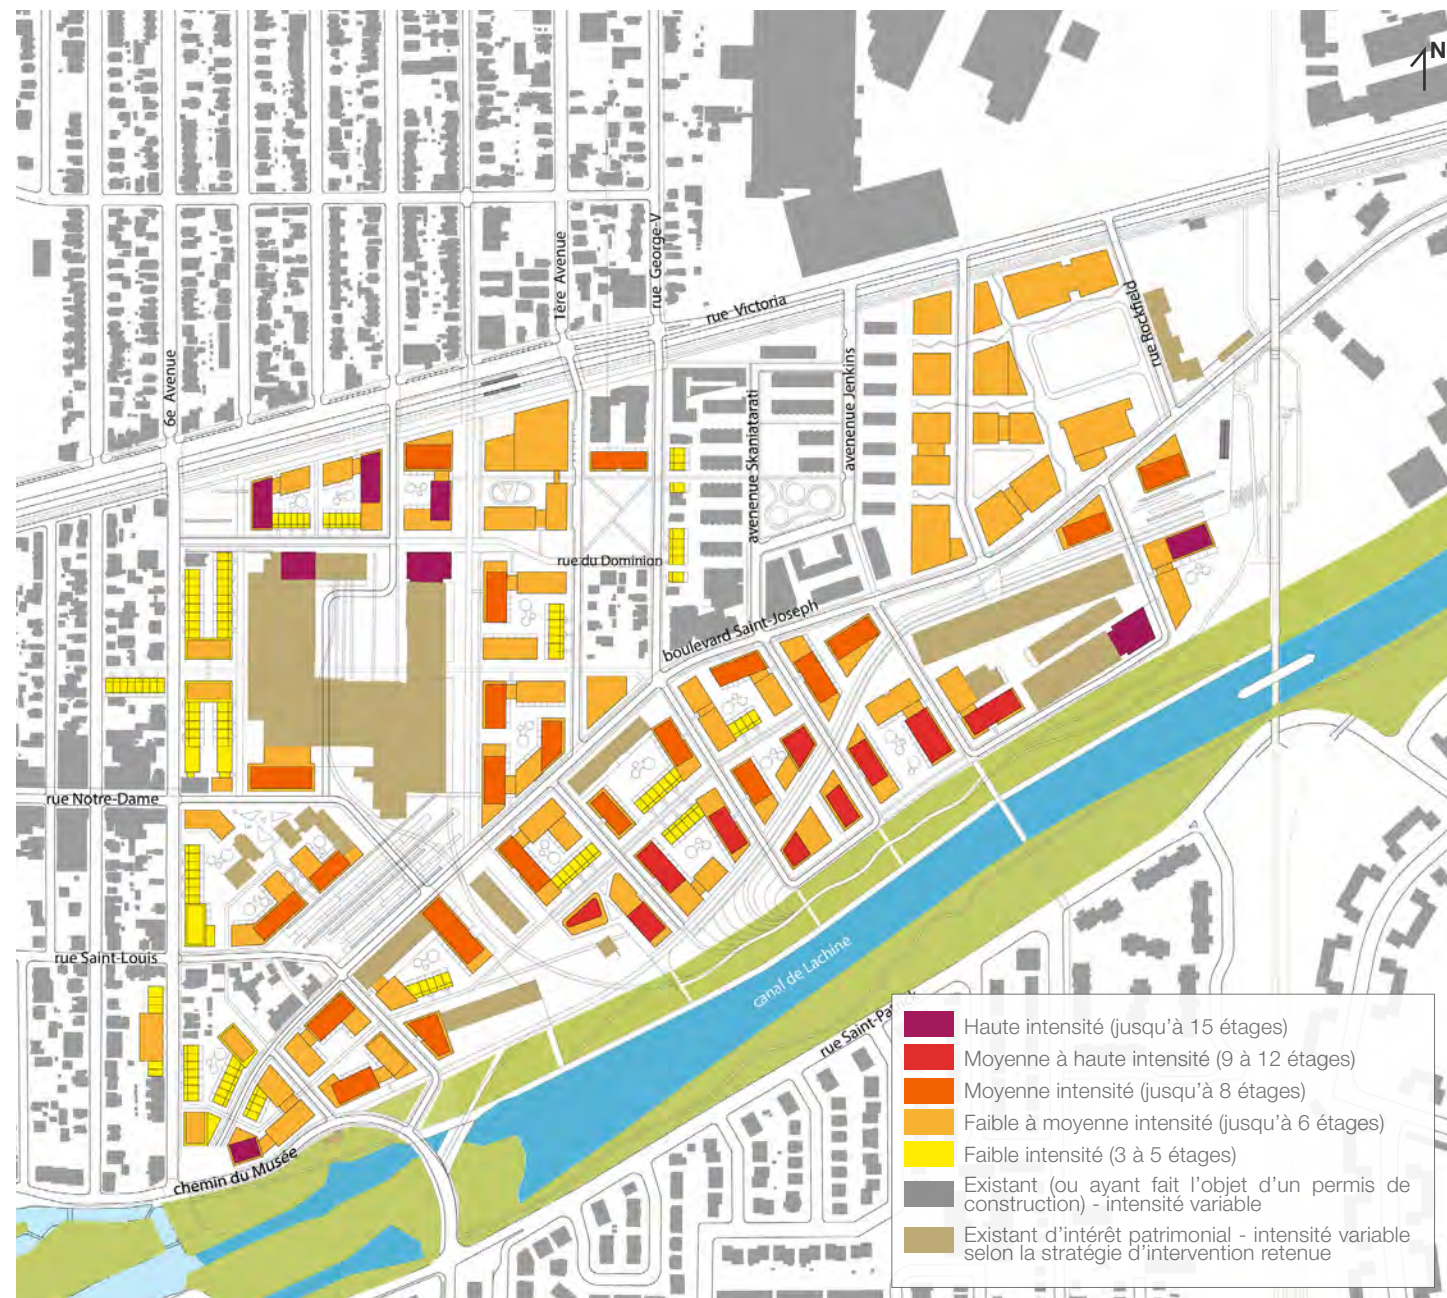 N
1ère Avenue
rue George-V
rue Victoria
rue Rockfield
6e Avenue
avenenue Skaniatarati
avenenue Jenkins
rue du Dominion
boulevard Saint-Joseph
rue Notre-Dame
rue Saint-Louis
canal de Lachine
rue Saint-Patrick
chemin du Musée
Haute intensité (jusqu'à 15 étages)
Moyenne à haute intensité (9 à 12 étages)
Moyenne intensité (jusqu'à 8 étages)
Faible à moyenne intensité (jusqu'à 6 étages)
Faible intensité (3 à 5 étages)
Existant (ou ayant fait l'objet d'un permis de
construction) - intensité variable
Existant d'intérêt patrimonial - intensité variable
selon la stratégie d'intervention retenue